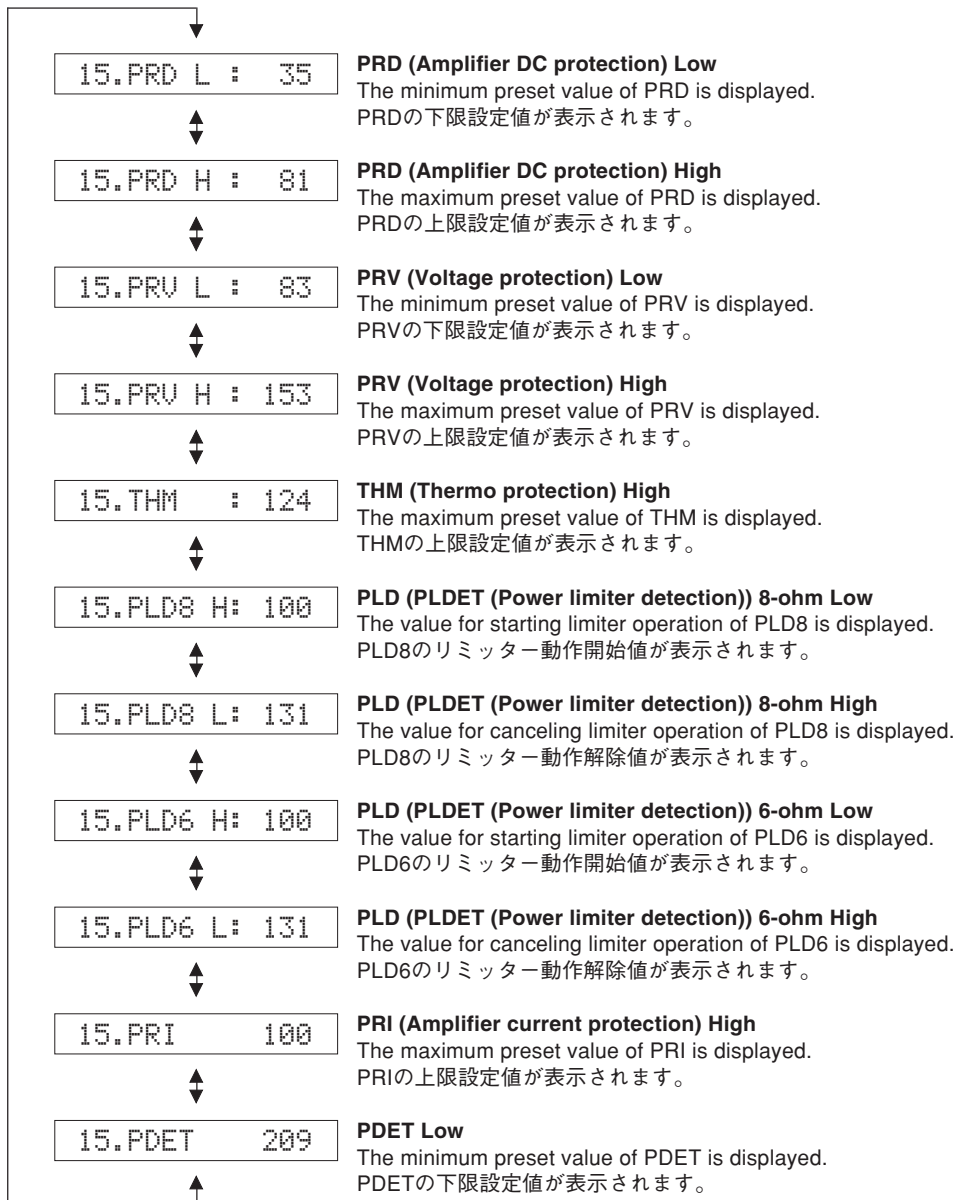 15.PRD L : 35
PRD (Amplifier DC protection) Low
The minimum preset value of PRD is displayed.
PRDの下限設定値が表示されます。
15.PRD H : 81
PRD (Amplifier DC protection) High
The maximum preset value of PRD is displayed.
PRDの上限設定値が表示されます。
15.PRV L : 83
PRV (Voltage protection) Low
The minimum preset value of PRV is displayed.
PRVの下限設定値が表示されます。
15.PRV H : 153
PRV (Voltage protection) High
The maximum preset value of PRV is displayed.
PRVの上限設定値が表示されます。
15.THM : 124
THM (Thermo protection) High
The maximum preset value of THM is displayed.
THMの上限設定値が表示されます。
15.PLD8 H: 100
PLD (PLDET (Power limiter detection)) 8-ohm Low
The value for starting limiter operation of PLD8 is displayed.
PLD8のリミッター動作開始値が表示されます。
15.PLD8 L: 131
PLD (PLDET (Power limiter detection)) 8-ohm High
The value for canceling limiter operation of PLD8 is displayed.
PLD8のリミッター動作解除値が表示されます。
15.PLD6 H: 100
PLD (PLDET (Power limiter detection)) 6-ohm Low
The value for starting limiter operation of PLD6 is displayed.
PLD6のリミッター動作開始値が表示されます。
15.PLD6 L: 131
PLD (PLDET (Power limiter detection)) 6-ohm High
The value for canceling limiter operation of PLD6 is displayed.
PLD6のリミッター動作解除値が表示されます。
15.PRI 100
PRI (Amplifier current protection) High
The maximum preset value of PRI is displayed.
PRIの上限設定値が表示されます。
15.PDET 209
PDET Low
The minimum preset value of PDET is displayed.
PDETの下限設定値が表示されます。